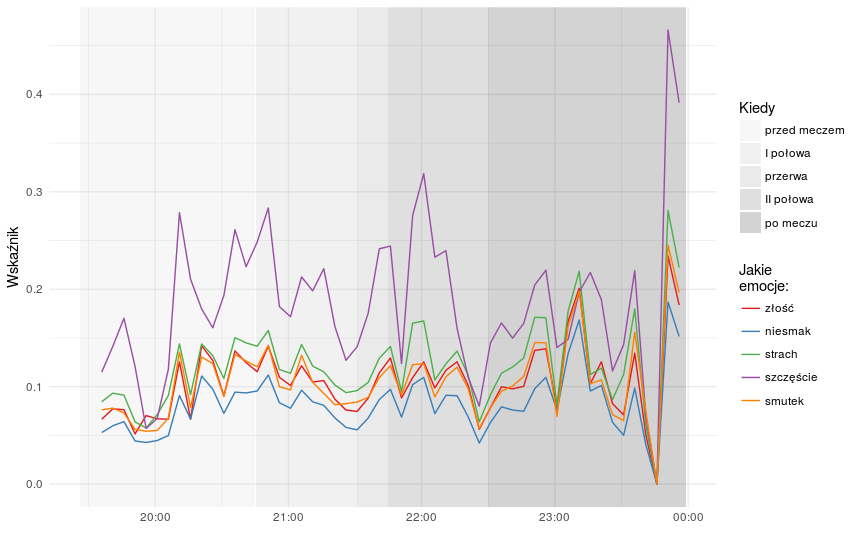 Wskaźnik
0.4
0.3
0.2
0.1
0.0
20:00
21:00
22:00
23:00
00:00
Kiedy
przed meczem
I połowa
przerwa
II połowa
po meczu
Jakie
emocje:
złość
niesmak
strach
szczęście
smutek